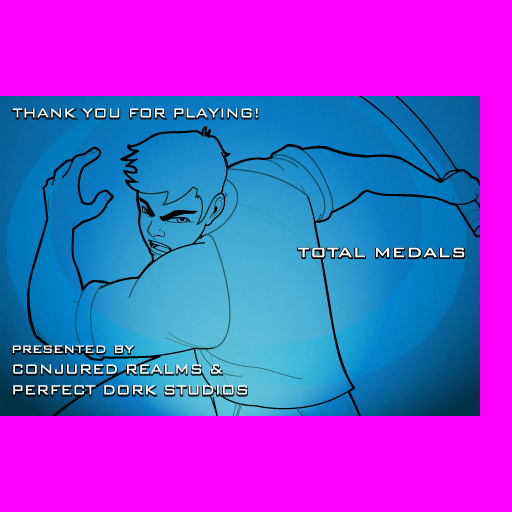 THANK YOU FOR PLAYING!
TOTAL MEDALS
PRESENTED BY
CONJURED REALMS &
PERFECT DORK STUDIOS